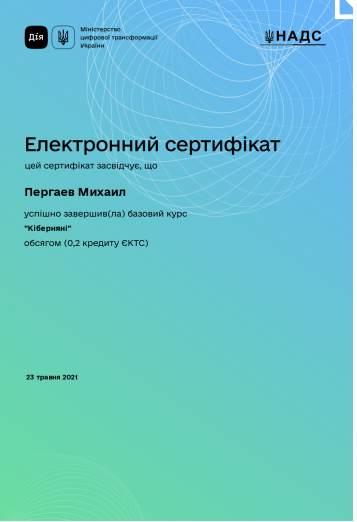 Дія
Міністерство
цифрової трансформації
України
НАДС
Електронний сертифікат
цей сертифікат засвідчує, що
Пергаев Михаил
успішно завершив(ла) базовий курс
"Кіберняні"
обсягом (0,2 кредиту ЄКТС)
23 травня 2021